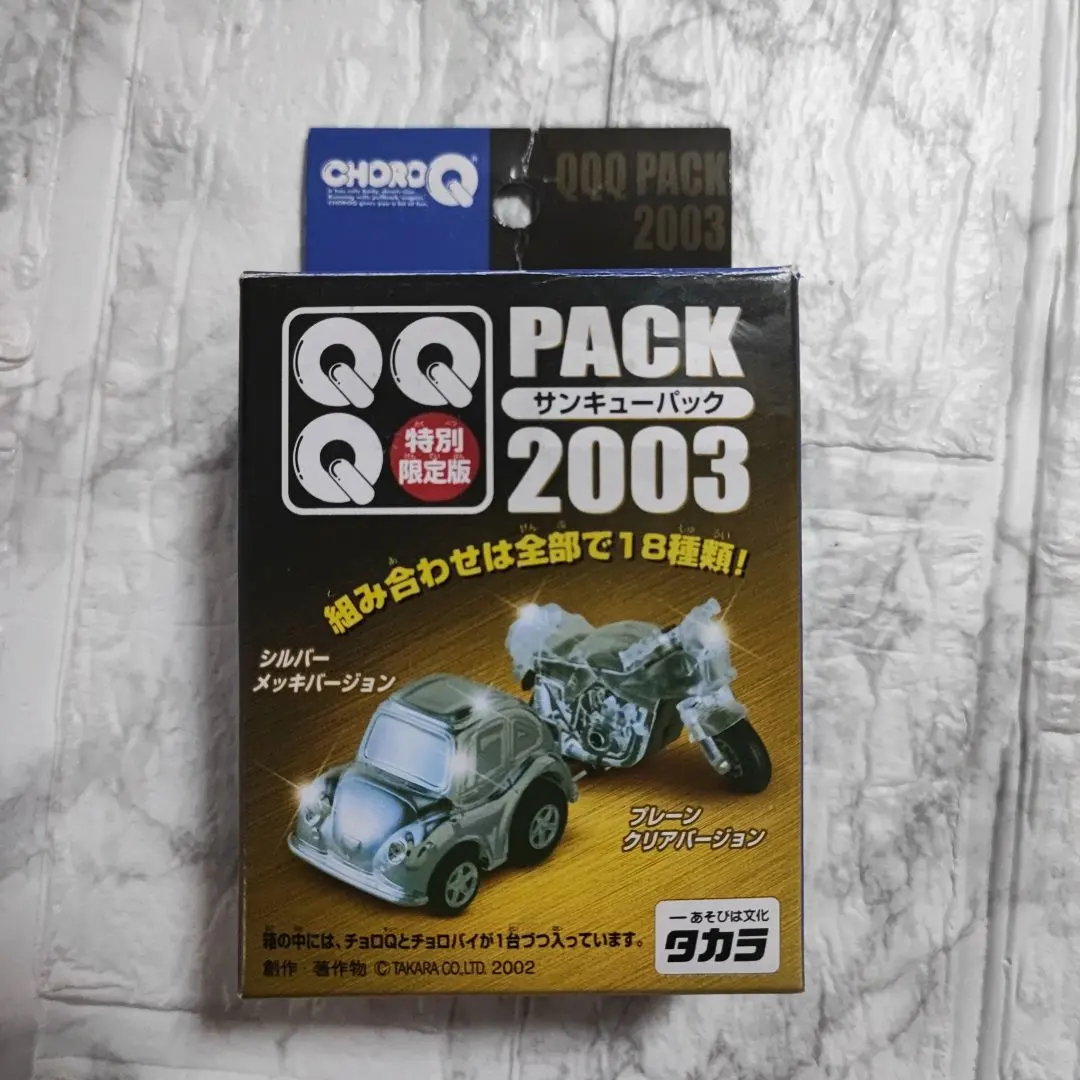 CHORO Q
QQQ PACK
2003
QQ
Q
PACK
サンキューパック
2003
特別
限定版
組み合わせは全部で18種類!
シルバー
メッキバージョン
プレーン
クリアバージョン
箱の中には、チョロQとチョロバイが1台づつ入っています。
創作・著作物 ©TAKARA CO.,LTD. 2002
ーあそびは文化
タカラ